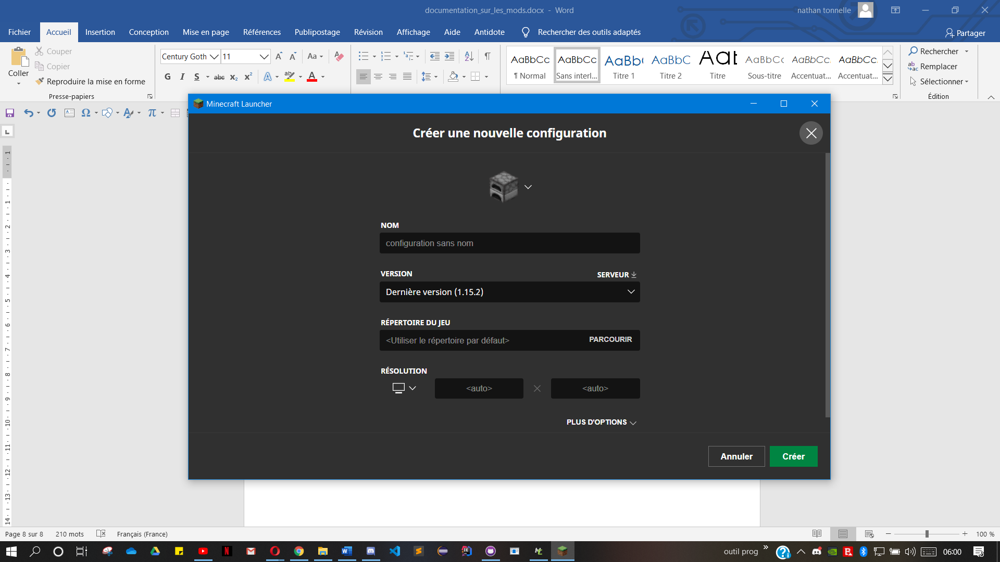 documentation_sur_les_mods.docx - Word
nathan tonnelle
Fichier Accueil Insertion Conception Mise en page Références Publipostage Révision Affichage Aide Antidote Rechercher des outils adaptés Partager
Coller
Couper
Copier
Reproduire la mise en forme
Presse-papiers
Century Goth 11
Aa
G I S abc x₂ x²
AaBbCc
¶ Normal
AaBbCc
Sans interl...
AaBb(
Titre 1
AaBbC
Titre 2
Aat
Titre
AaBbCc
Sous-titre
AaBbCc
Accentuat...
AaBbCc
Accentuat...
Rechercher
Remplacer
Sélectionner
Édition
Minecraft Launcher
Créer une nouvelle configuration
NOM
configuration sans nom
VERSION
SERVEUR
Dernière version (1.15.2)
RÉPERTOIRE DU JEU
<Utiliser le répertoire par défaut>
PARCOURIR
RÉSOLUTION
<auto>
<auto>
PLUS D'OPTIONS
Annuler
Créer
Page 8 sur 8 210 mots Français (France)
100 %
outil prog
06:00